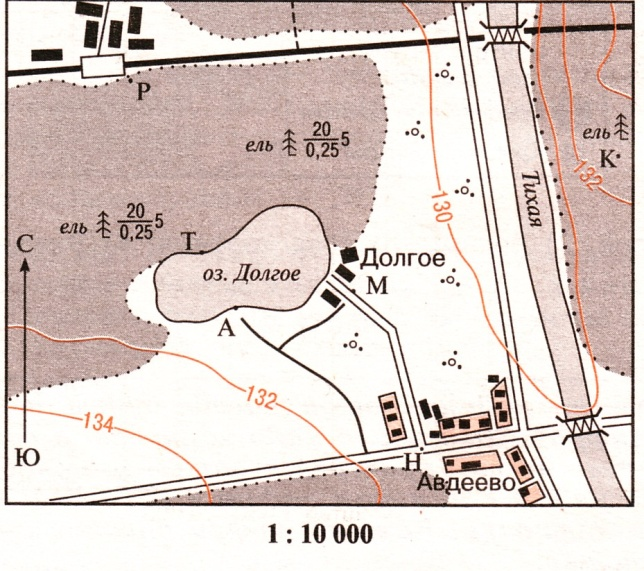 Р
ель 20 5
0,25
ель
К
132
Тихая
130
ель 20 5
0,25
С
Т
оз. Долгое
Долгое
М
А
132
134
Ю
Н
Авдеево
1 : 10 000